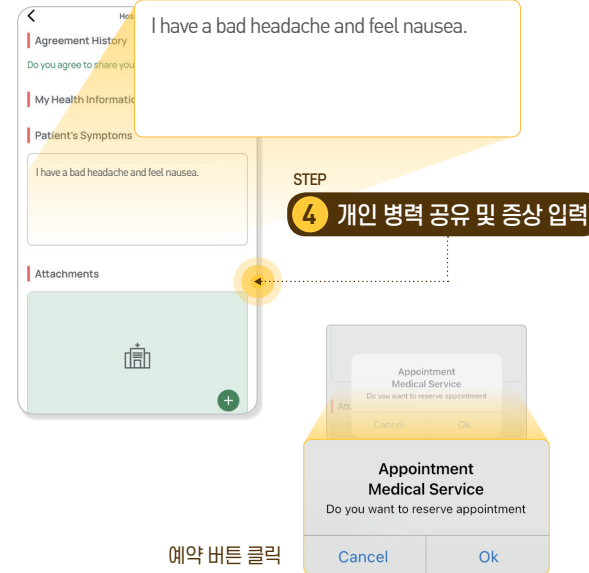 I have a bad headache and feel nausea.
Agreement History
Do you agree to share you
My Health Informatio
Patient's Symptoms
I have a bad headache and feel nausea.
STEP
4 개인 병력 공유 및 증상 입력
Attachments
Appointment
Medical Service
Do you want to reserve appointment
Att
Cancel Ok
Appointment
Medical Service
Do you want to reserve appointment
Cancel Ok
예약 버튼 클릭